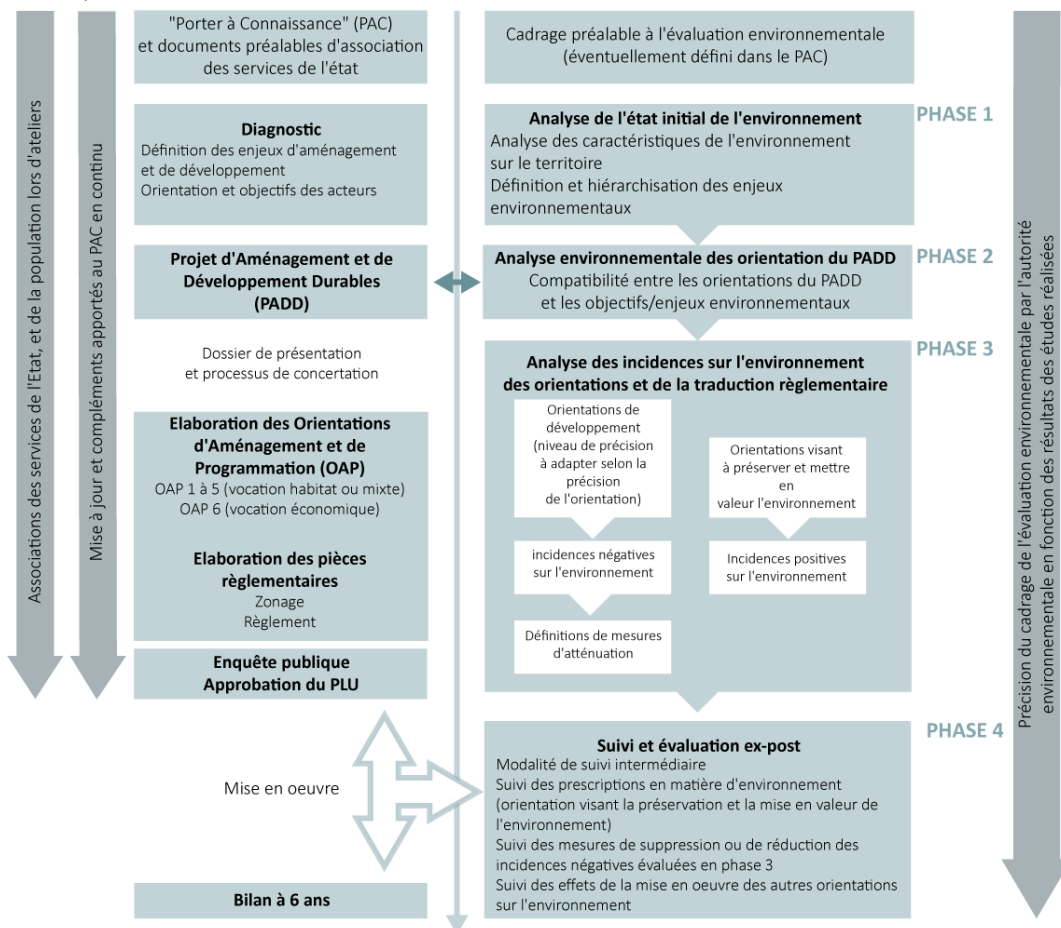 Associations des services de l'Etat, et de la population lors d'ateliers
Mise à jour et compléments apportés au PAC en continu
"Porter à Connaissance" (PAC)
et documents préalables d'association
des services de l'état
Diagnostic
Définition des enjeux d'aménagement
et de développement
Orientation et objectifs des acteurs
Projet d'Aménagement et de
Développement Durables
(PADD)
Dossier de présentation
et processus de concertation
Elaboration des Orientations
d'Aménagement et de
Programmation (OAP)
OAP 1 à 5 (vocation habitat ou mixte)
OAP 6 (vocation économique)
Elaboration des pièces
règlementaires
Zonage
Règlement
Enquête publique
Approbation du PLU
Mise en oeuvre
Bilan à 6 ans
Cadrage préalable à l'évaluation environnementale
(éventuellement défini dans le PAC)
PHASE 1
Analyse de l'état initial de l'environnement
Analyse des caractéristiques de l'environnement
sur le territoire
Définition et hiérarchisation des enjeux
environnementaux
PHASE 2
Analyse environnementale des orientation du PADD
Compatibilité entre les orientations du PADD
et les objectifs/enjeux environnementaux
PHASE 3
Analyse des incidences sur l'environnement
des orientations et de la traduction règlementaire
Orientations de
développement
(niveau de précision
à adapter selon la
précision
de l'orientation)
incidences négatives
sur l'environnement
Définitions de mesures
d'atténuation
Orientations visant
à préserver et mettre
en
valeur l'environnement
Incidences positives
sur l'environnement
PHASE 4
Suivi et évaluation ex-post
Modalité de suivi intermédiaire
Suivi des prescriptions en matière d'environnement
(orientation visant la préservation et la mise en valeur de
l'environnement)
Suivi des mesures de suppression ou de réduction des
incidences négatives évaluées en phase 3
Suivi des effets de la mise en oeuvre des autres orientations
sur l'environnement
Précision du cadrage de l'évaluation environnementale par l'autorité
environnementale en fonction des résultats des études réalisées